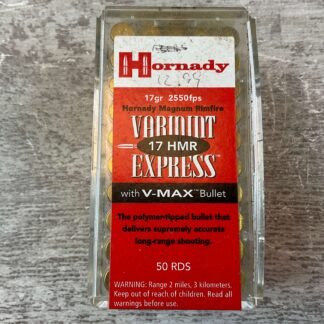 Hornady
12.99
17gr 2550fps
Hornady Magnum Rimfire
VARMINT
17 HMR
EXPRESS™
with V-MAX™ Bullet
The polymer-tipped bullet that
delivers supremely accurate
long-range shooting.
50 RDS
WARNING: Range 2 miles, 3 kilometers.
Keep out of reach of children. Read all
warnings before use.